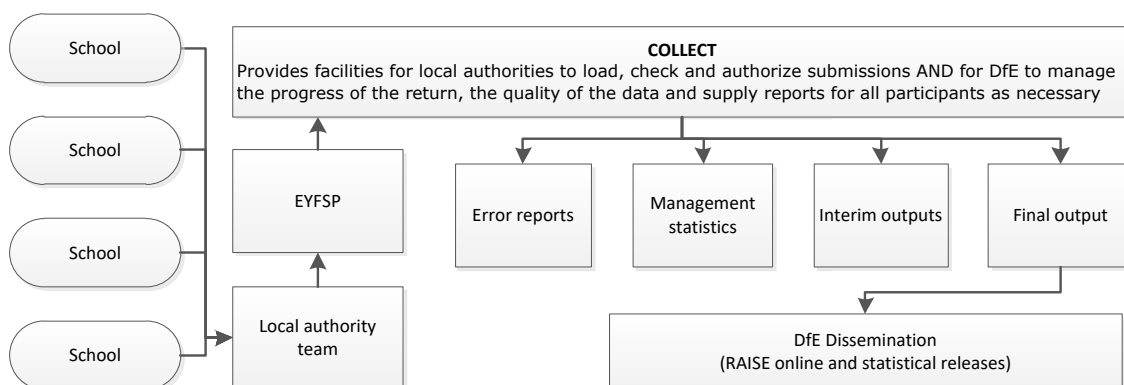 School
School
School
School
COLLECT
Provides facilities for local authorities to load, check and authorize submissions AND for DfE to manage
the progress of the return, the quality of the data and supply reports for all participants as necessary
EYFSP
Local authority
team
Error reports
Management
statistics
Interim outputs
Final output
DfE Dissemination
(RAISE online and statistical releases)